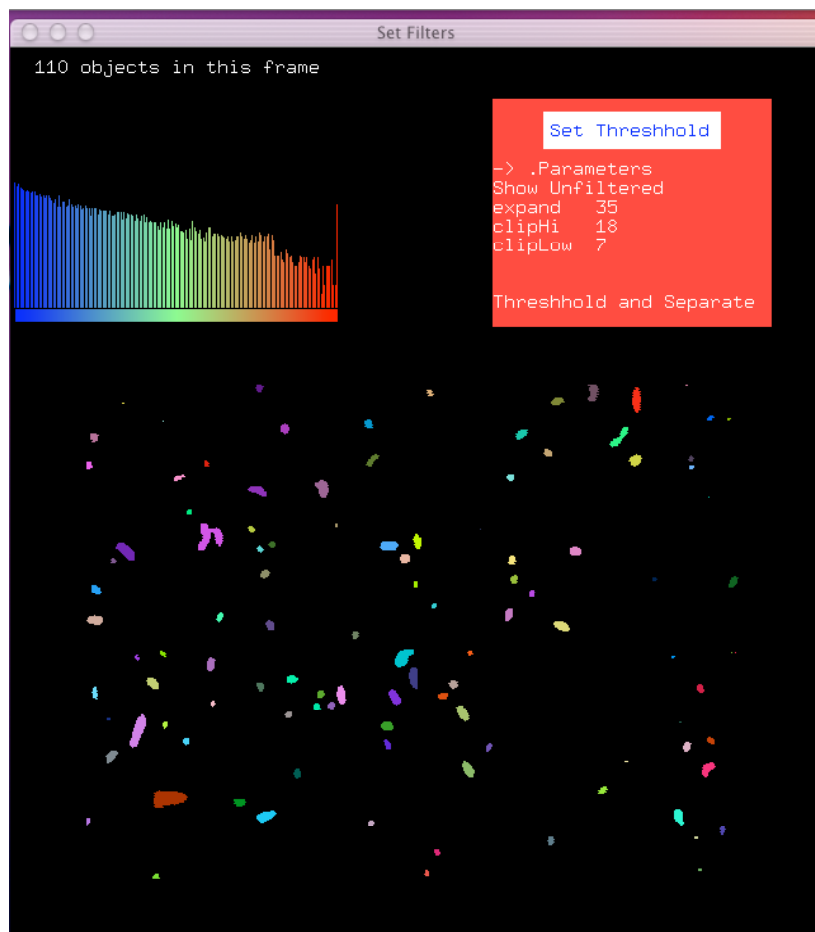 Set Filters
110 objects in this frame
Set Threshhold
-> .Parameters
Show Unfiltered
expand 35
clipHi 18
clipLow 7
Threshhold and Separate